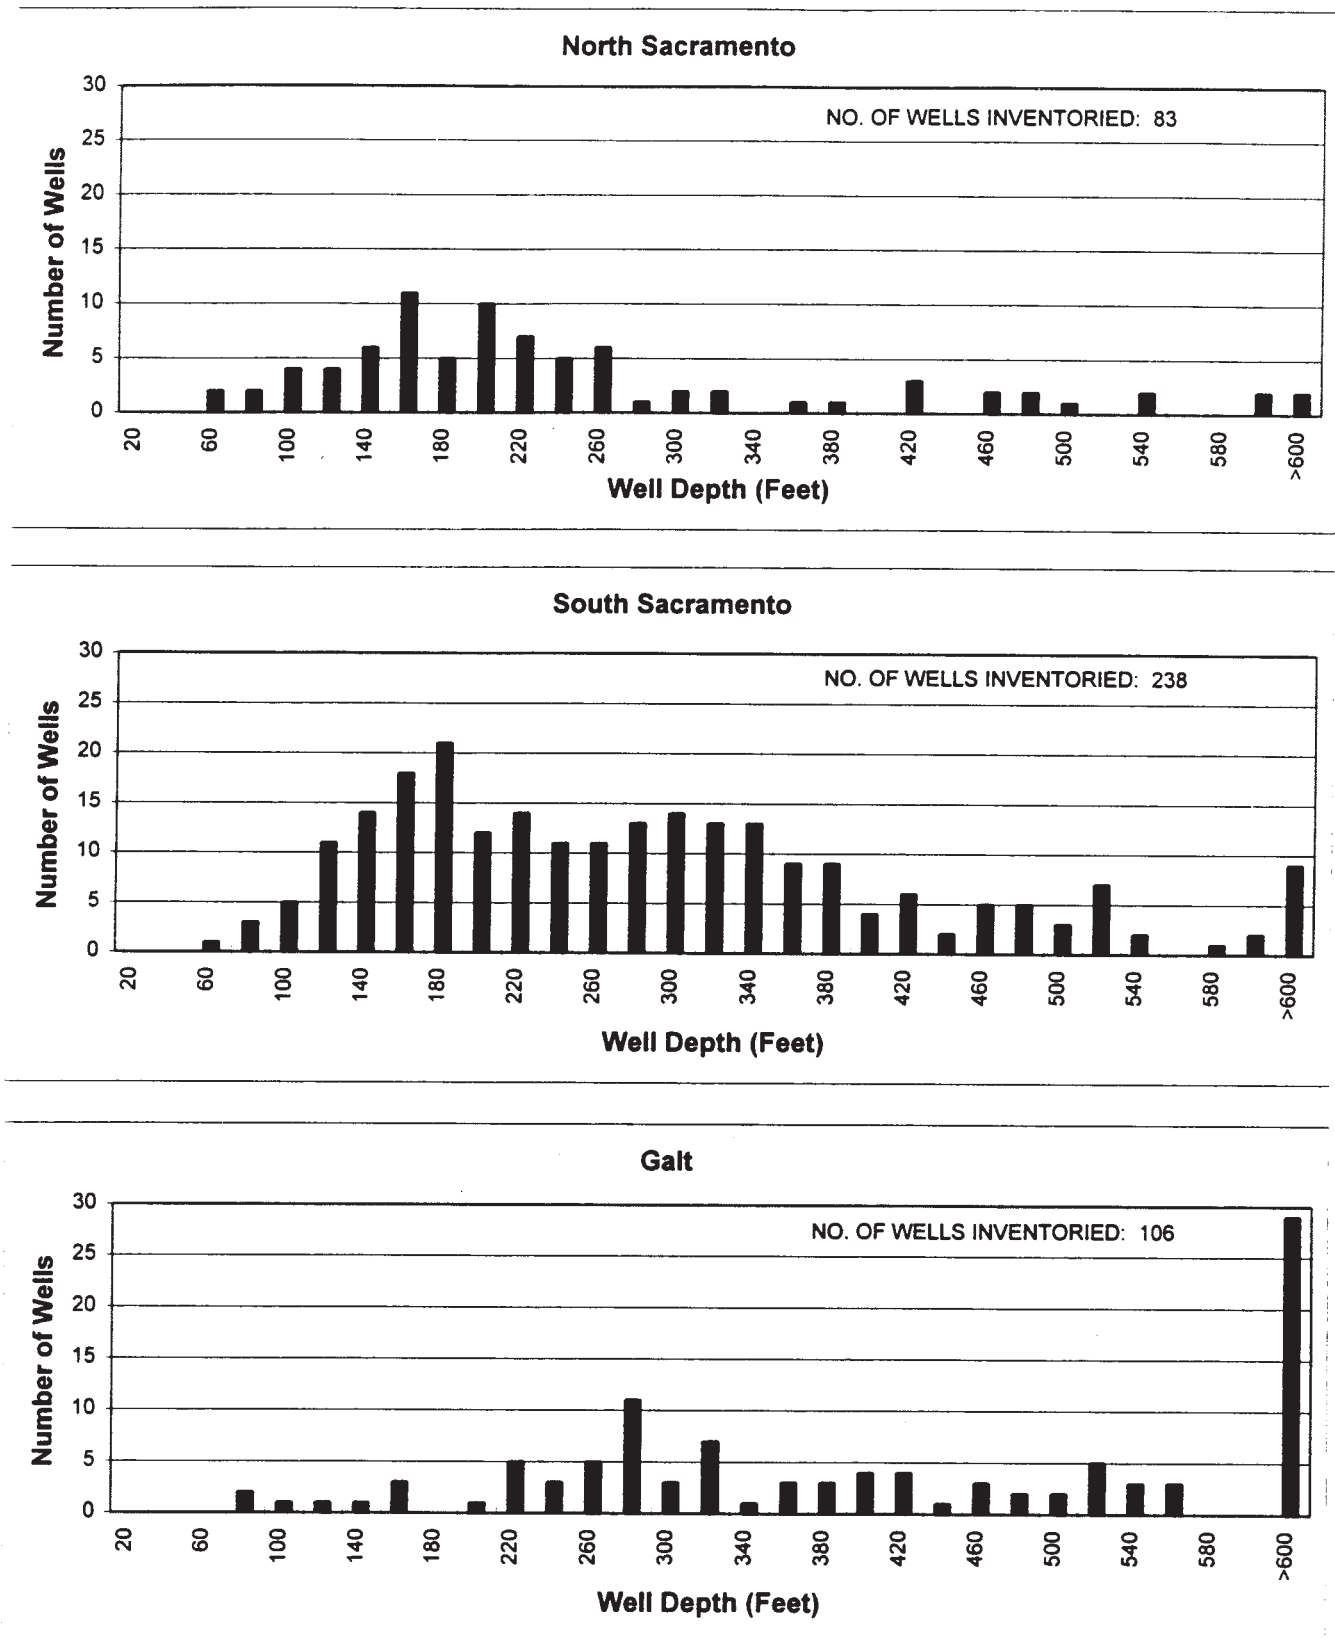 North Sacramento
30
25
20
15
10
5
0
Number of Wells
NO. OF WELLS INVENTORIED: 83
20 60 100 140 180 220 260 300 340 380 420 460 500 540 580 >600
Well Depth (Feet)
South Sacramento
30
25
20
15
10
5
0
Number of Wells
NO. OF WELLS INVENTORIED: 238
20 60 100 140 180 220 260 300 340 380 420 460 500 540 580 >600
Well Depth (Feet)
Galt
30
25
20
15
10
5
0
Number of Wells
NO. OF WELLS INVENTORIED: 106
20 60 100 140 180 220 260 300 340 380 420 460 500 540 580 >600
Well Depth (Feet)